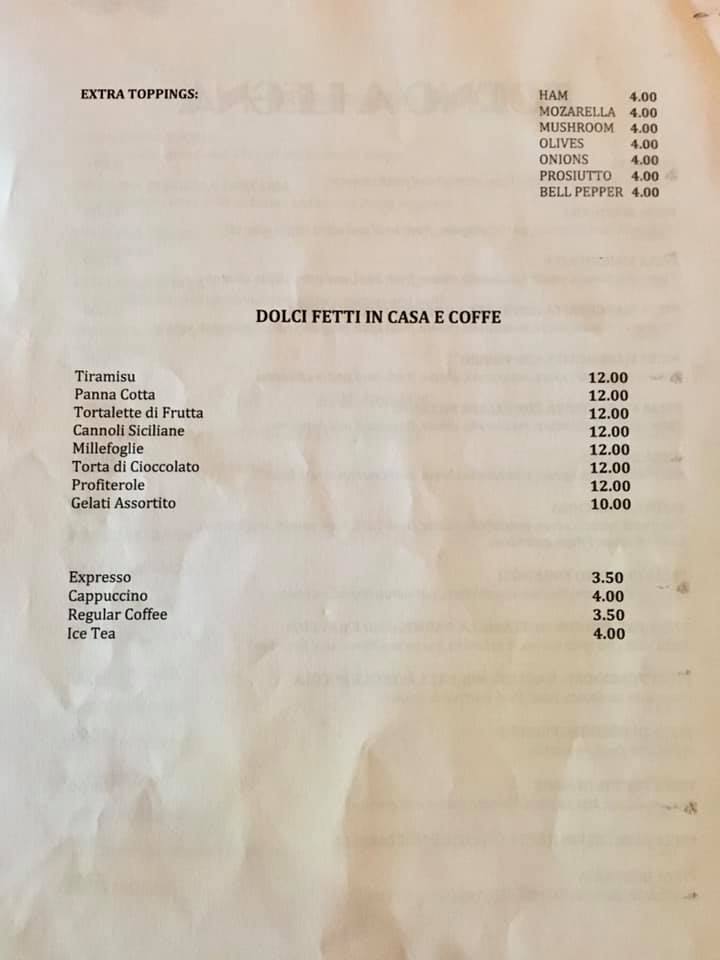 EXTRA TOPPINGS: HAM 4.00
MOZARELLA 4.00
MUSHROOM 4.00
OLIVES 4.00
ONIONS 4.00
PROSIUTTO 4.00
BELL PEPPER 4.00
DOLCI FETTI IN CASA E COFFE
Tiramisu 12.00
Panna Cotta 12.00
Tortalette di Frutta 12.00
Cannoli Siciliane 12.00
Millefoglie 12.00
Torta di Cioccolato 12.00
Profiterole 12.00
Gelati Assortito 10.00
Expresso 3.50
Cappuccino 4.00
Regular Coffee 3.50
Ice Tea 4.00